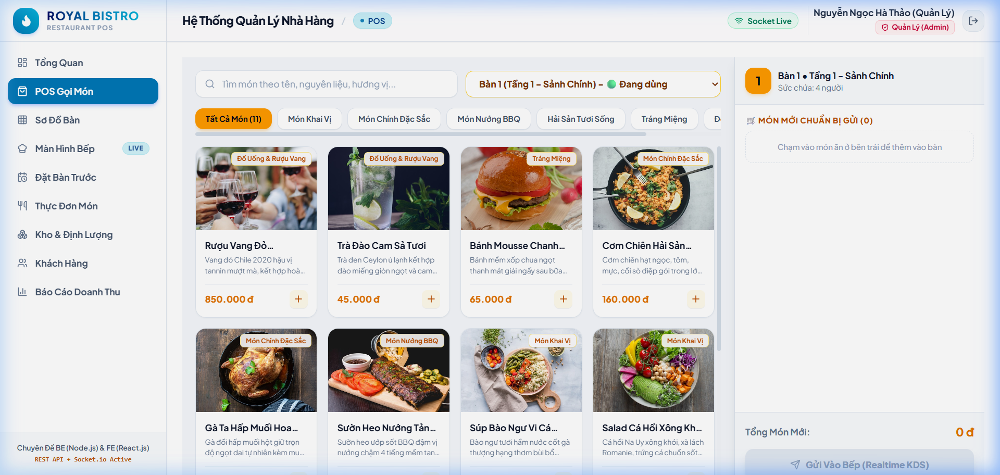 ROYAL BISTRO
RESTAURANT POS
Hệ Thống Quản Lý Nhà Hàng / • POS
Socket Live
Nguyễn Ngọc Hà Thảo (Quản Lý)
Quản Lý (Admin)
Tổng Quan
POS Gọi Món
Sơ Đồ Bàn
Màn Hình Bếp LIVE
Đặt Bàn Trước
Thực Đơn Món
Kho & Định Lượng
Khách Hàng
Báo Cáo Doanh Thu
Chuyên Đề BE (Node.js) & FE (React.js)
REST API + Socket.io Active
Tìm món theo tên, nguyên liệu, hương vị...
Bàn 1 (Tầng 1 - Sảnh Chính) - 🟢 Đang dùng
Tất Cả Món (11) Món Khai Vị Món Chính Đặc Sắc Món Nướng BBQ Hải Sản Tươi Sống Tráng Miệng
Đồ Uống & Rượu Vang
Rượu Vang Đỏ...
Vang đỏ Chile 2020 hậu vị
tannin mượt mà, kết hợp hoà...
850.000 đ +
Đồ Uống & Rượu Vang
Trà Đào Cam Sả Tươi
Trà đen Ceylon ủ lạnh kết hợp
đào miếng giòn ngọt và cam...
45.000 đ +
Tráng Miệng
Bánh Mousse Chanh...
Bánh mềm xốp chua ngọt
thanh mát giải ngấy sau bữa...
65.000 đ +
Món Chính Đặc Sắc
Cơm Chiên Hải Sản...
Cơm chiên hạt ngọc, tôm,
mực, cồi sò điệp gói trong lớ...
160.000 đ +
Món Chính Đặc Sắc
Gà Ta Hấp Muối Hoa...
Gà đồi hấp muối hột giữ trọn
độ ngọt dai tự nhiên kèm mu...
Món Nướng BBQ
Sườn Heo Nướng Tản...
Sườn heo ướp sốt BBQ đậm vị
nướng chậm 4 tiếng mềm tan...
Món Khai Vị
Súp Bào Ngư Vi Cá...
Bào ngư tươi hầm nước cốt gà
thượng hạng thơm bùi bổ...
Món Khai Vị
Salad Cá Hồi Xông Kh...
Cá hồi Na Uy xông khói, xà lách
Romanie, trứng cá chuồn sốt...
1
Bàn 1 • Tầng 1 - Sảnh Chính
Sức chứa: 4 người
🛒 MÓN MỚI CHUẨN BỊ GỬI (0)
Chạm vào món ăn ở bên trái để thêm vào bàn
Tổng Món Mới: 0 đ
Gửi Vào Bếp (Realtime KDS)